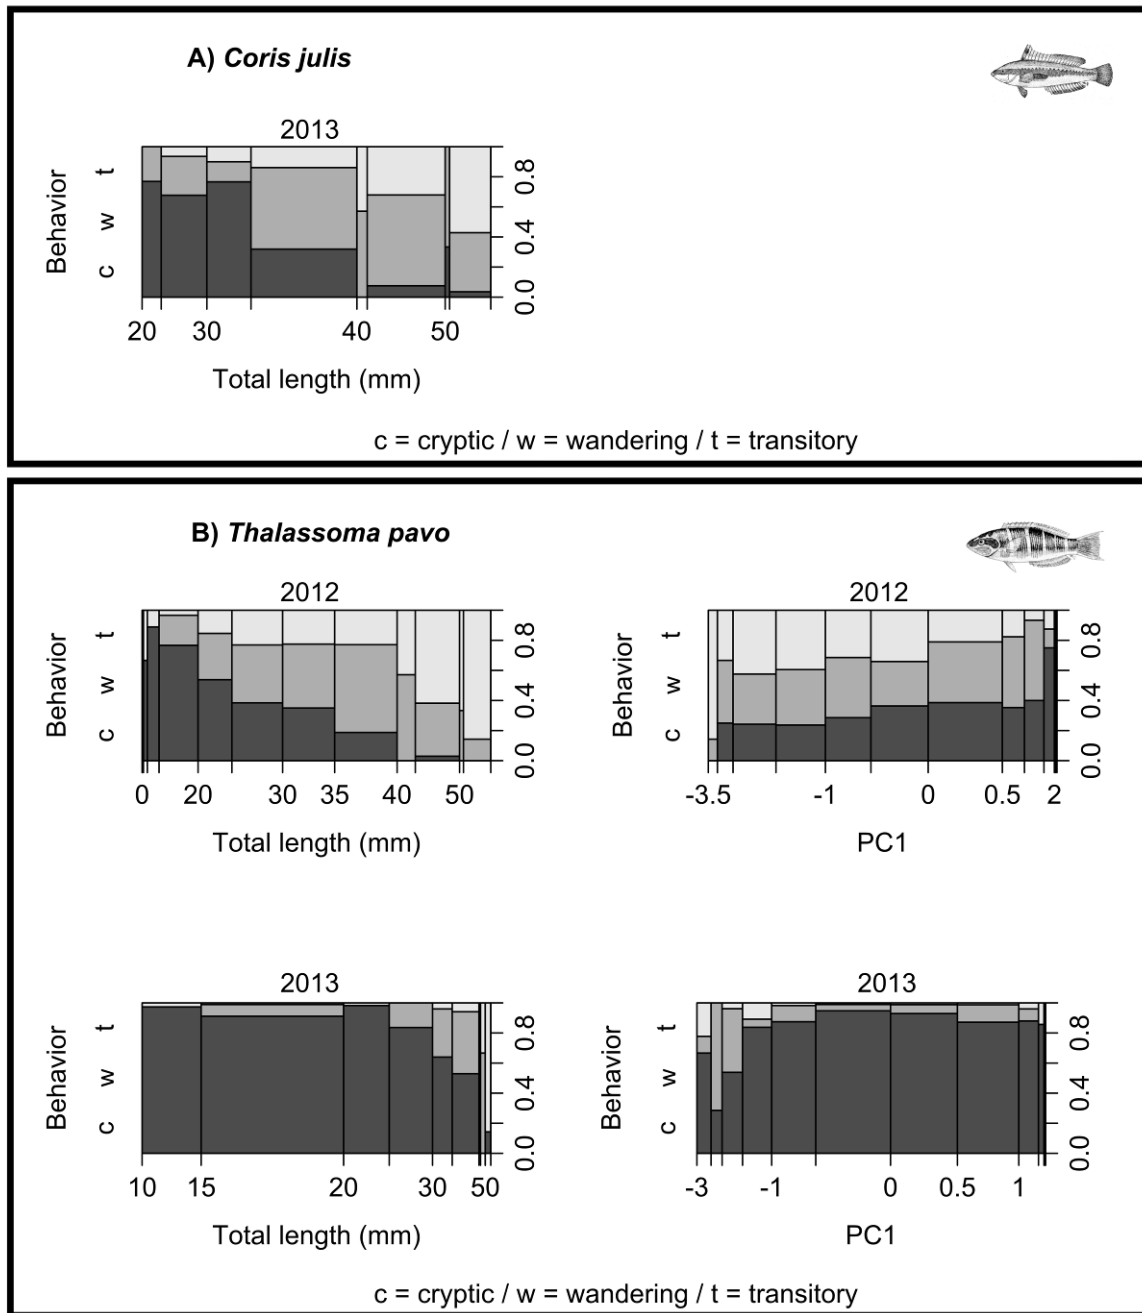 A) Coris julis
2013
Behavior
c w t
0.0 0.4 0.8
20 30 40 50
Total length (mm)
c = cryptic / w = wandering / t = transitory
B) Thalassoma pavo
2012
Behavior
c w t
0.0 0.4 0.8
0 20 30 35 40 50
Total length (mm)
2012
Behavior
c w t
0.0 0.4 0.8
-3.5 -1 0 0.5 2
PC1
2013
Behavior
c w t
0.0 0.4 0.8
10 15 20 30 50
Total length (mm)
2013
Behavior
c w t
0.0 0.4 0.8
-3 -1 0 0.5 1
PC1
c = cryptic / w = wandering / t = transitory